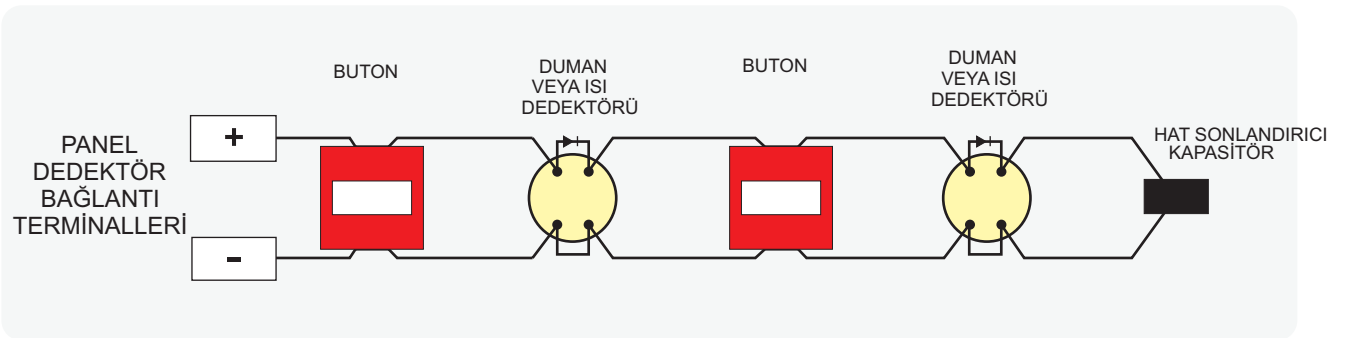 PANEL
DEDEKTÖR
BAĞLANTI
TERMİNALLERİ
+
-
BUTON
DUMAN
VEYA ISI
DEDEKTÖRÜ
BUTON
DUMAN
VEYA ISI
DEDEKTÖRÜ
HAT SONLANDIRICI
KAPASİTÖR